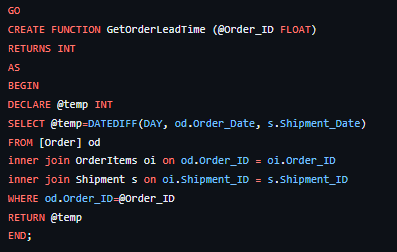 GO
CREATE FUNCTION GetOrderLeadTime (@Order_ID FLOAT)
RETURNS INT
AS
BEGIN
DECLARE @temp INT
SELECT @temp=DATEDIFF(DAY, od.Order_Date, s.Shipment_Date)
FROM [Order] od
inner join OrderItems oi on od.Order_ID = oi.Order_ID
inner join Shipment s on oi.Shipment_ID = s.Shipment_ID
WHERE od.Order_ID=@Order_ID
RETURN @temp
END;